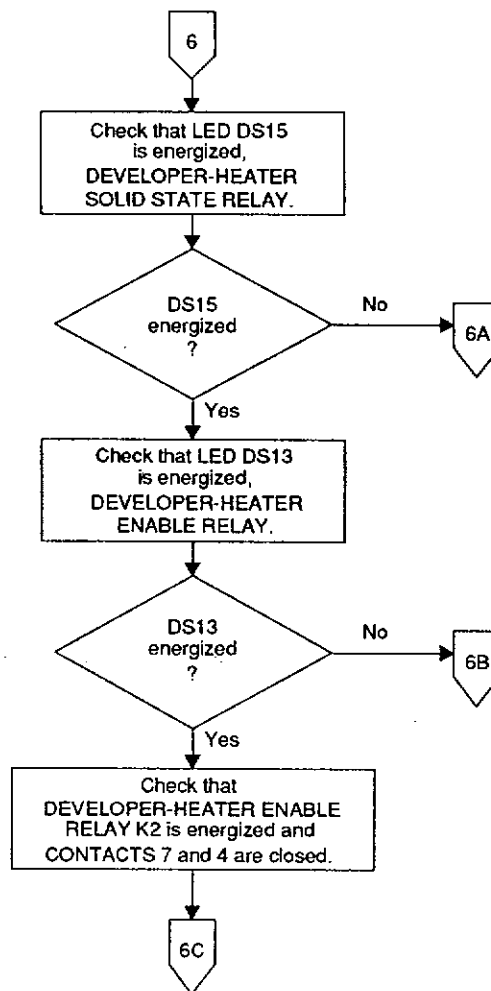 6
Check that LED DS15
is energized,
DEVELOPER-HEATER
SOLID STATE RELAY.
DS15
energized
?
No
6A
Yes
Check that LED DS13
is energized,
DEVELOPER-HEATER
ENABLE RELAY.
DS13
energized
?
No
6B
Yes
Check that
DEVELOPER-HEATER ENABLE
RELAY K2 is energized and
CONTACTS 7 and 4 are closed.
6C